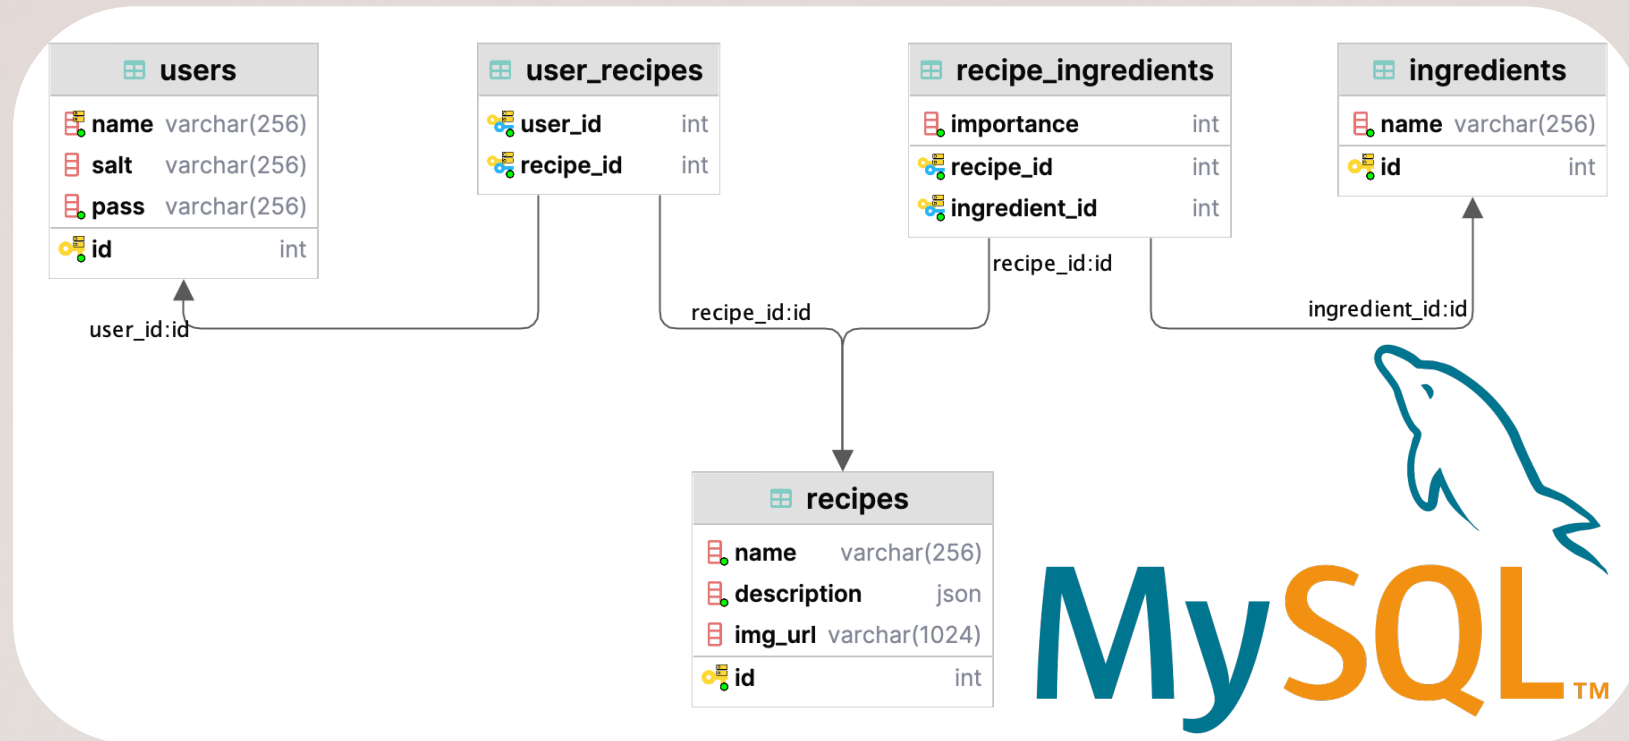 users
name varchar(256)
salt varchar(256)
pass varchar(256)
id int
user_recipes
user_id int
recipe_id int
recipe_ingredients
importance int
recipe_id int
ingredient_id int
ingredients
name varchar(256)
id int
user_id:id
recipe_id:id
recipe_id:id
ingredient_id:id
recipes
name varchar(256)
description json
img_url varchar(1024)
id int
MySQL™